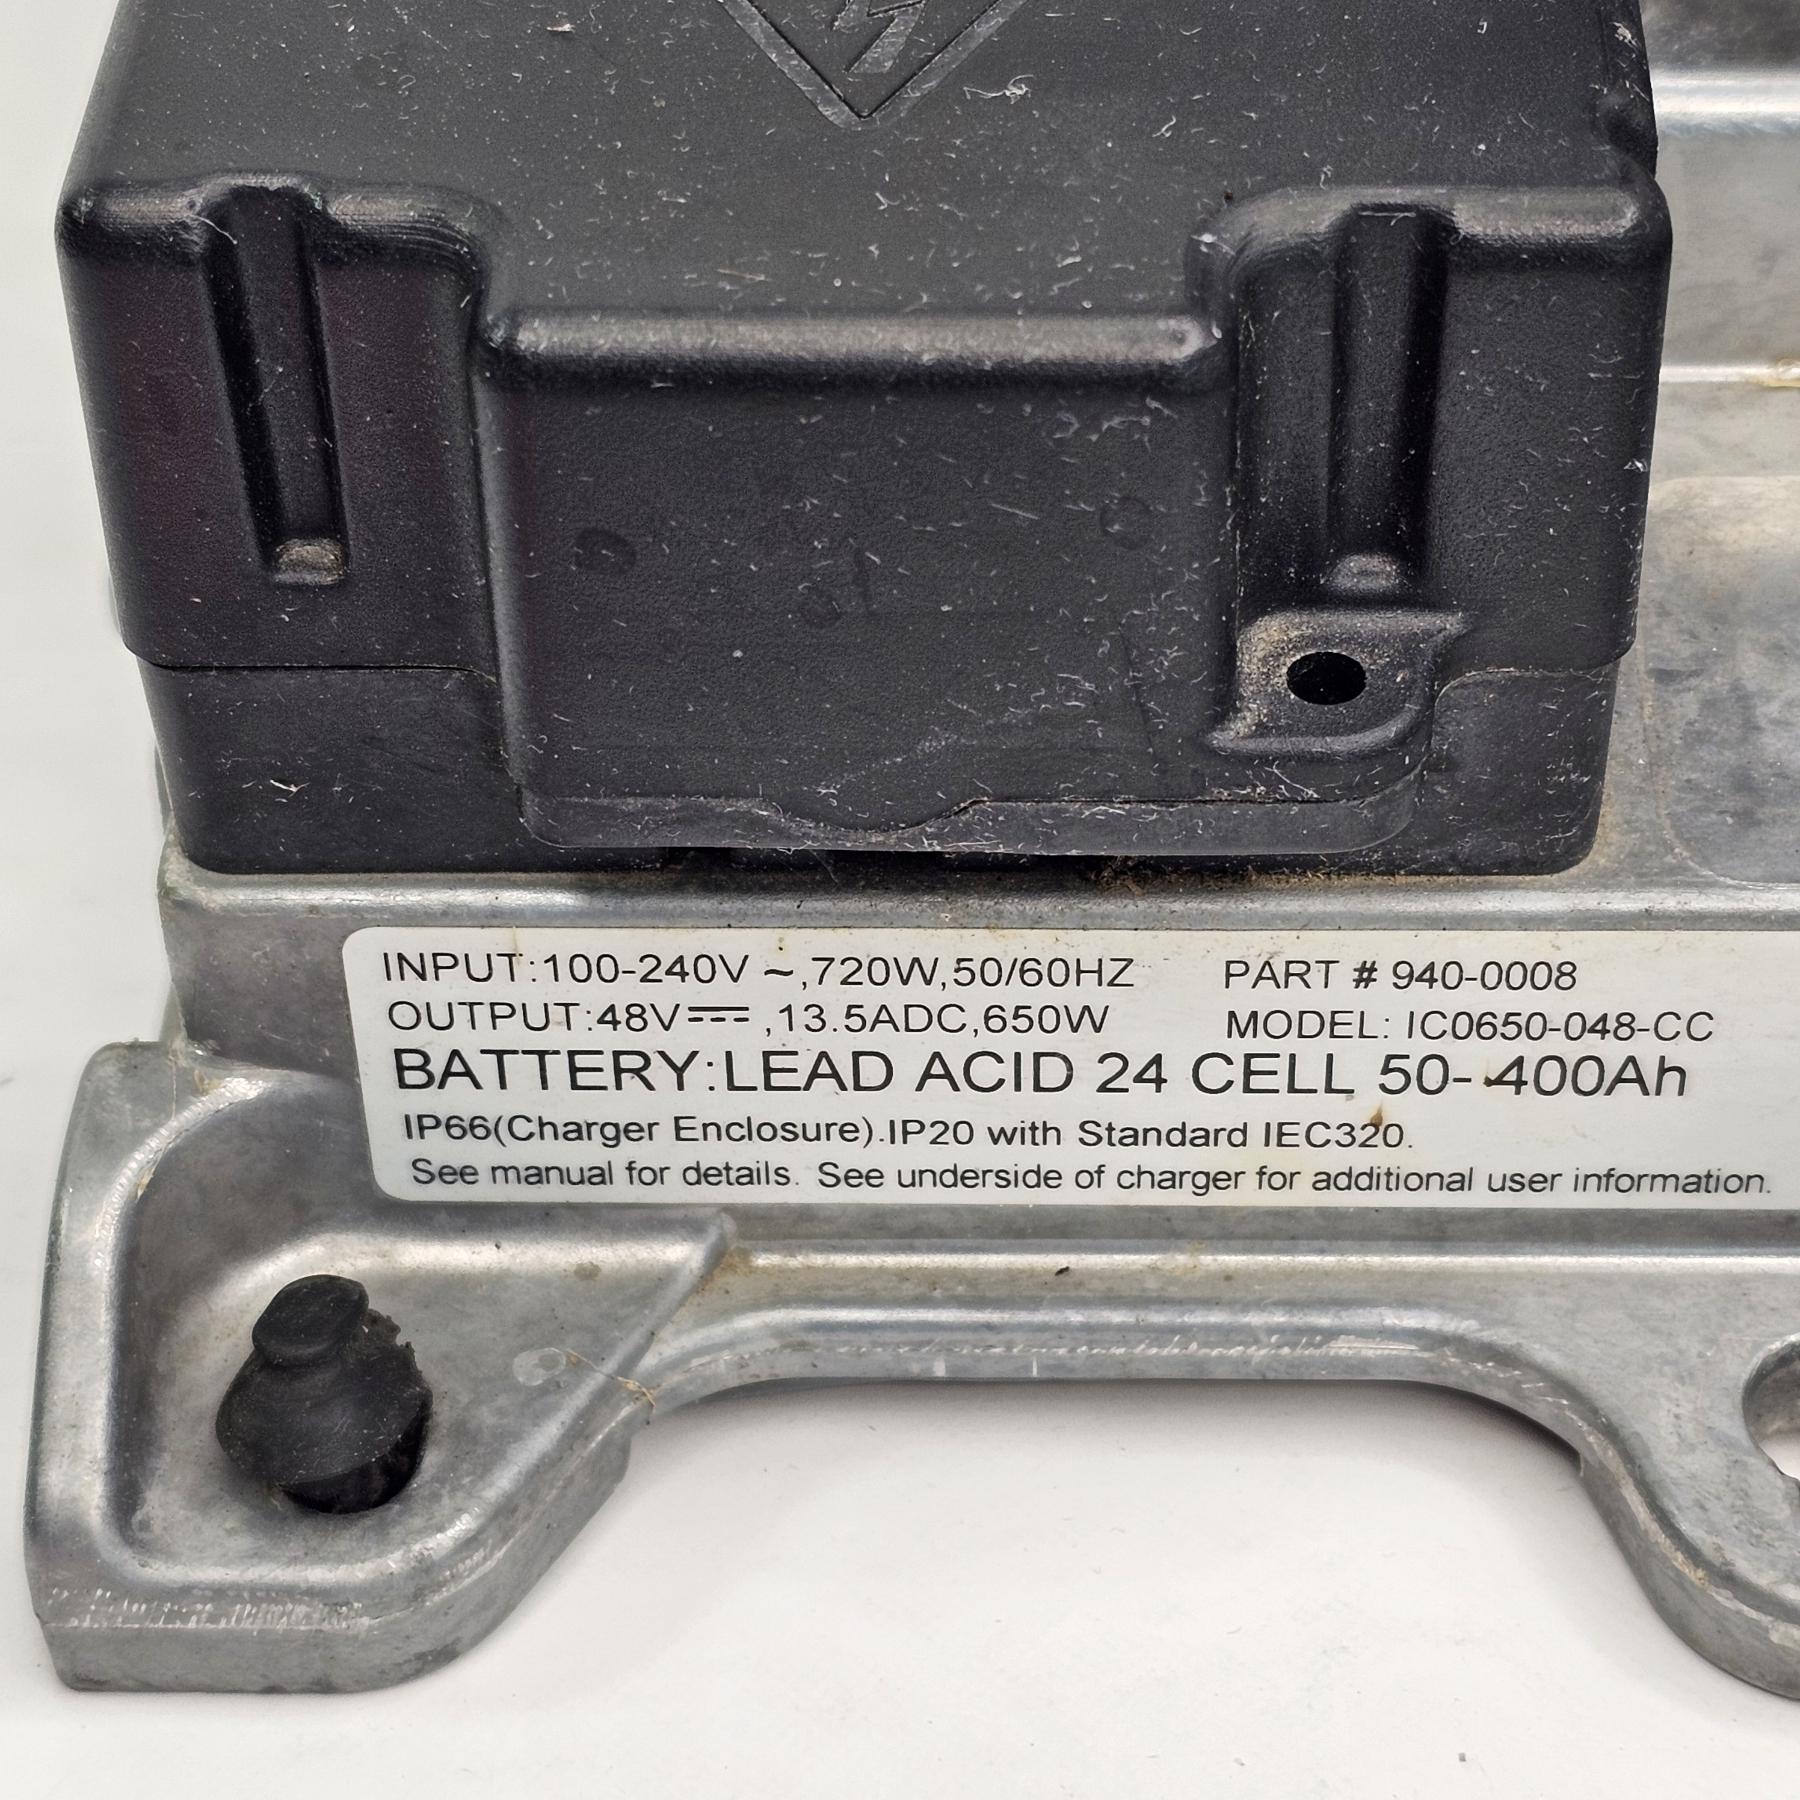 INPUT:100-240V ~,720W,50/60HZ PART # 940-0008
OUTPUT:48V⎓,13.5ADC,650W MODEL: IC0650-048-CC
BATTERY:LEAD ACID 24 CELL 50-400Ah
IP66(Charger Enclosure).IP20 with Standard IEC320.
See manual for details. See underside of charger for additional user information.